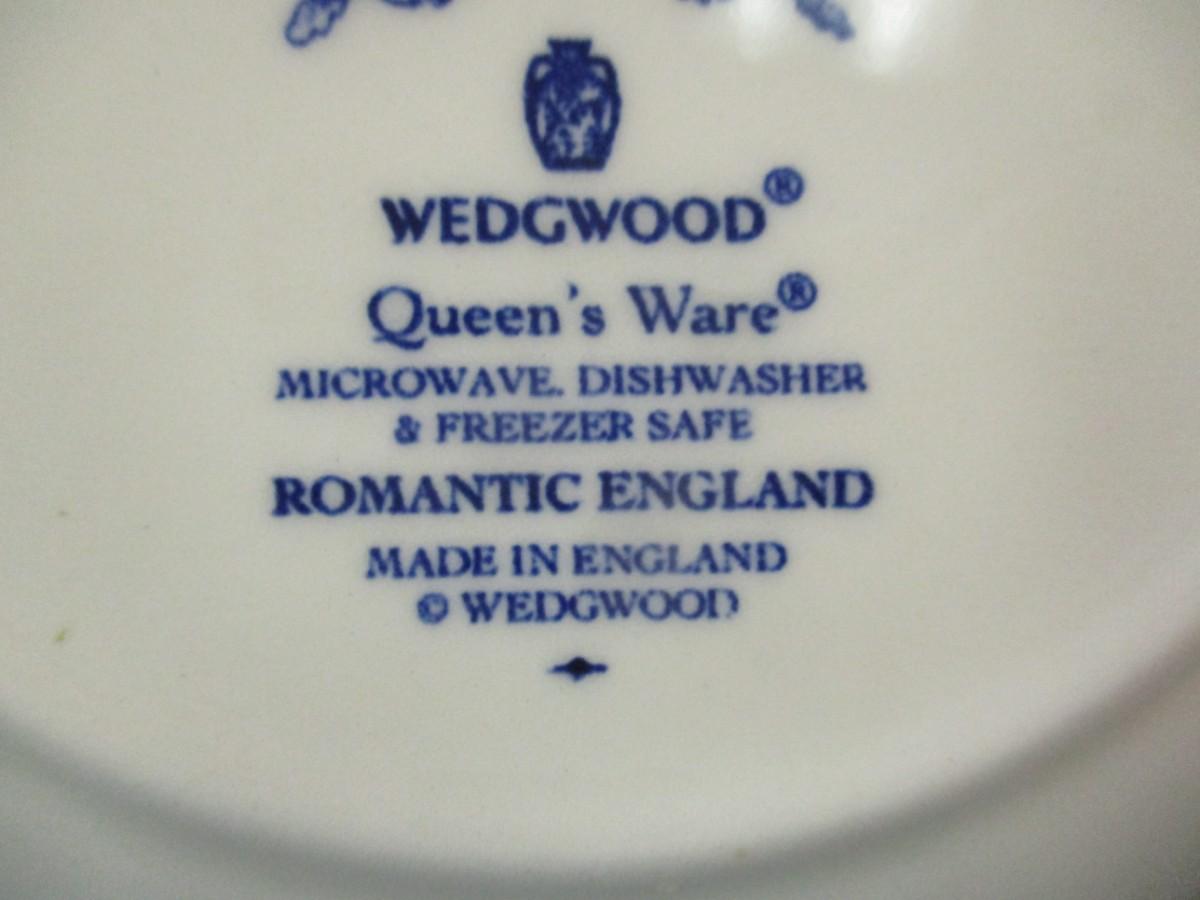 WEDGWOOD®
Queen's Ware®
MICROWAVE. DISHWASHER
& FREEZER SAFE
ROMANTIC ENGLAND
MADE IN ENGLAND
© WEDGWOOD